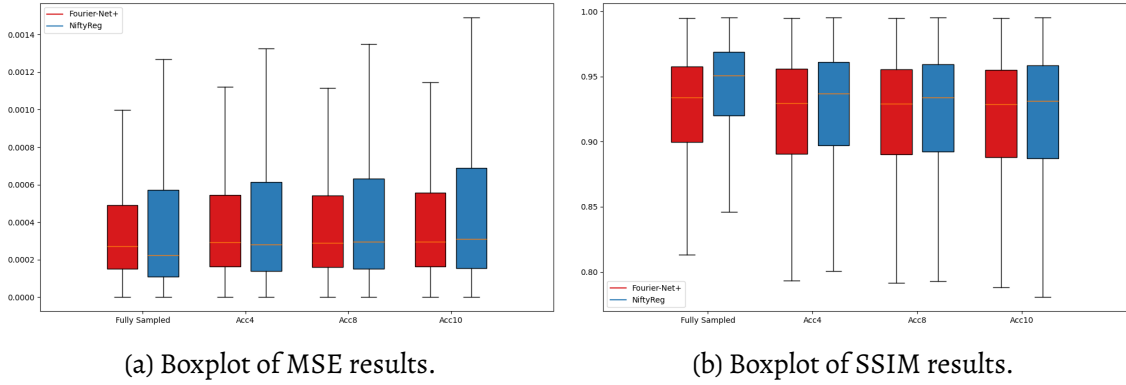 Fourier-Net+
NiftyReg
0.0014
0.0012
0.0010
0.0008
0.0006
0.0004
0.0002
0.0000
Fully Sampled Acc4 Acc8 Acc10
(a) Boxplot of MSE results.
1.00
0.95
0.90
0.85
0.80
Fourier-Net+
NiftyReg
Fully Sampled Acc4 Acc8 Acc10
(b) Boxplot of SSIM results.